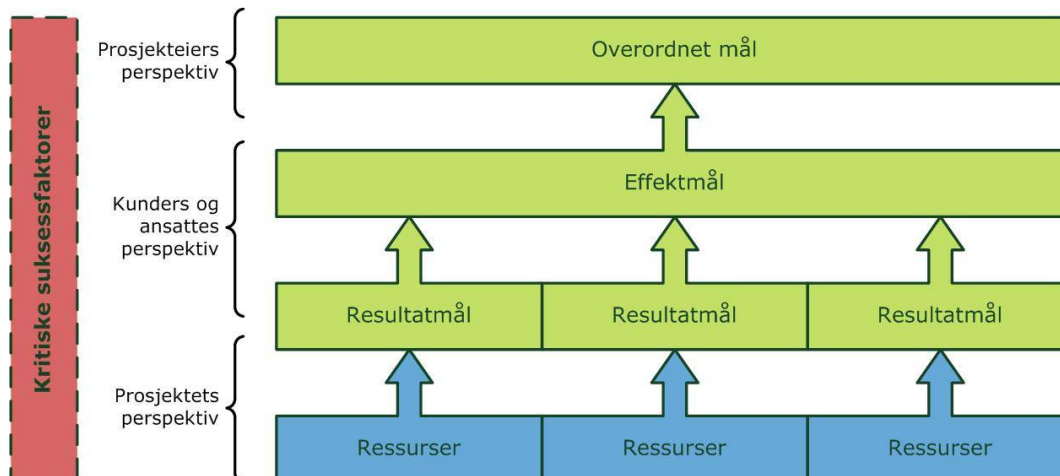 Kritiske suksessfaktorer
Prosjekteiers
perspektiv
Overordnet mål
Kunders og
ansattes
perspektiv
Effektmål
Resultatmål
Resultatmål
Resultatmål
Prosjektets
perspektiv
Ressurser
Ressurser
Ressurser